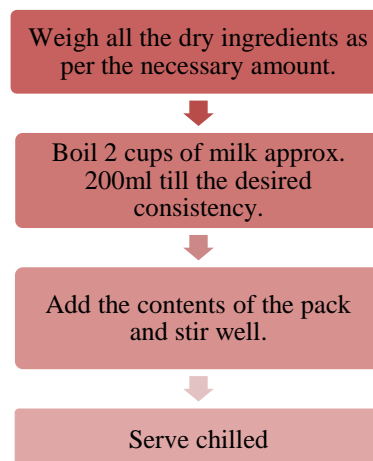 Weigh all the dry ingredients as
per the necessary amount.
Boil 2 cups of milk approx.
200ml till the desired
consistency.
Add the contents of the pack
and stir well.
Serve chilled